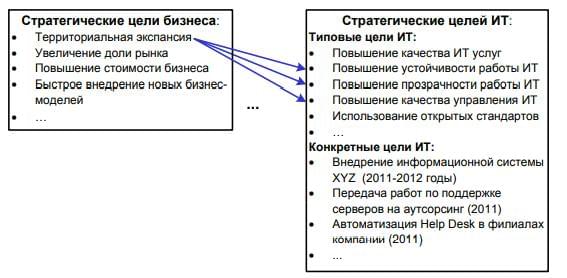 Стратегические цели бизнеса:
• Территориальная экспансия
• Увеличение доли рынка
• Повышение стоимости бизнеса
• Быстрое внедрение новых бизнес-
моделей
• …
...
Стратегические целей ИТ:
Типовые цели ИТ:
• Повышение качества ИТ услуг
• Повышение устойчивости работы ИТ
• Повышение прозрачности работы ИТ
• Повышение качества управления ИТ
• Использование открытых стандартов
• …
Конкретные цели ИТ:
• Внедрение информационной системы
XYZ (2011-2012 годы)
• Передача работ по поддержке
серверов на аутсорсинг (2011)
• Автоматизация Help Desk в филиалах
компании (2011)
• ...